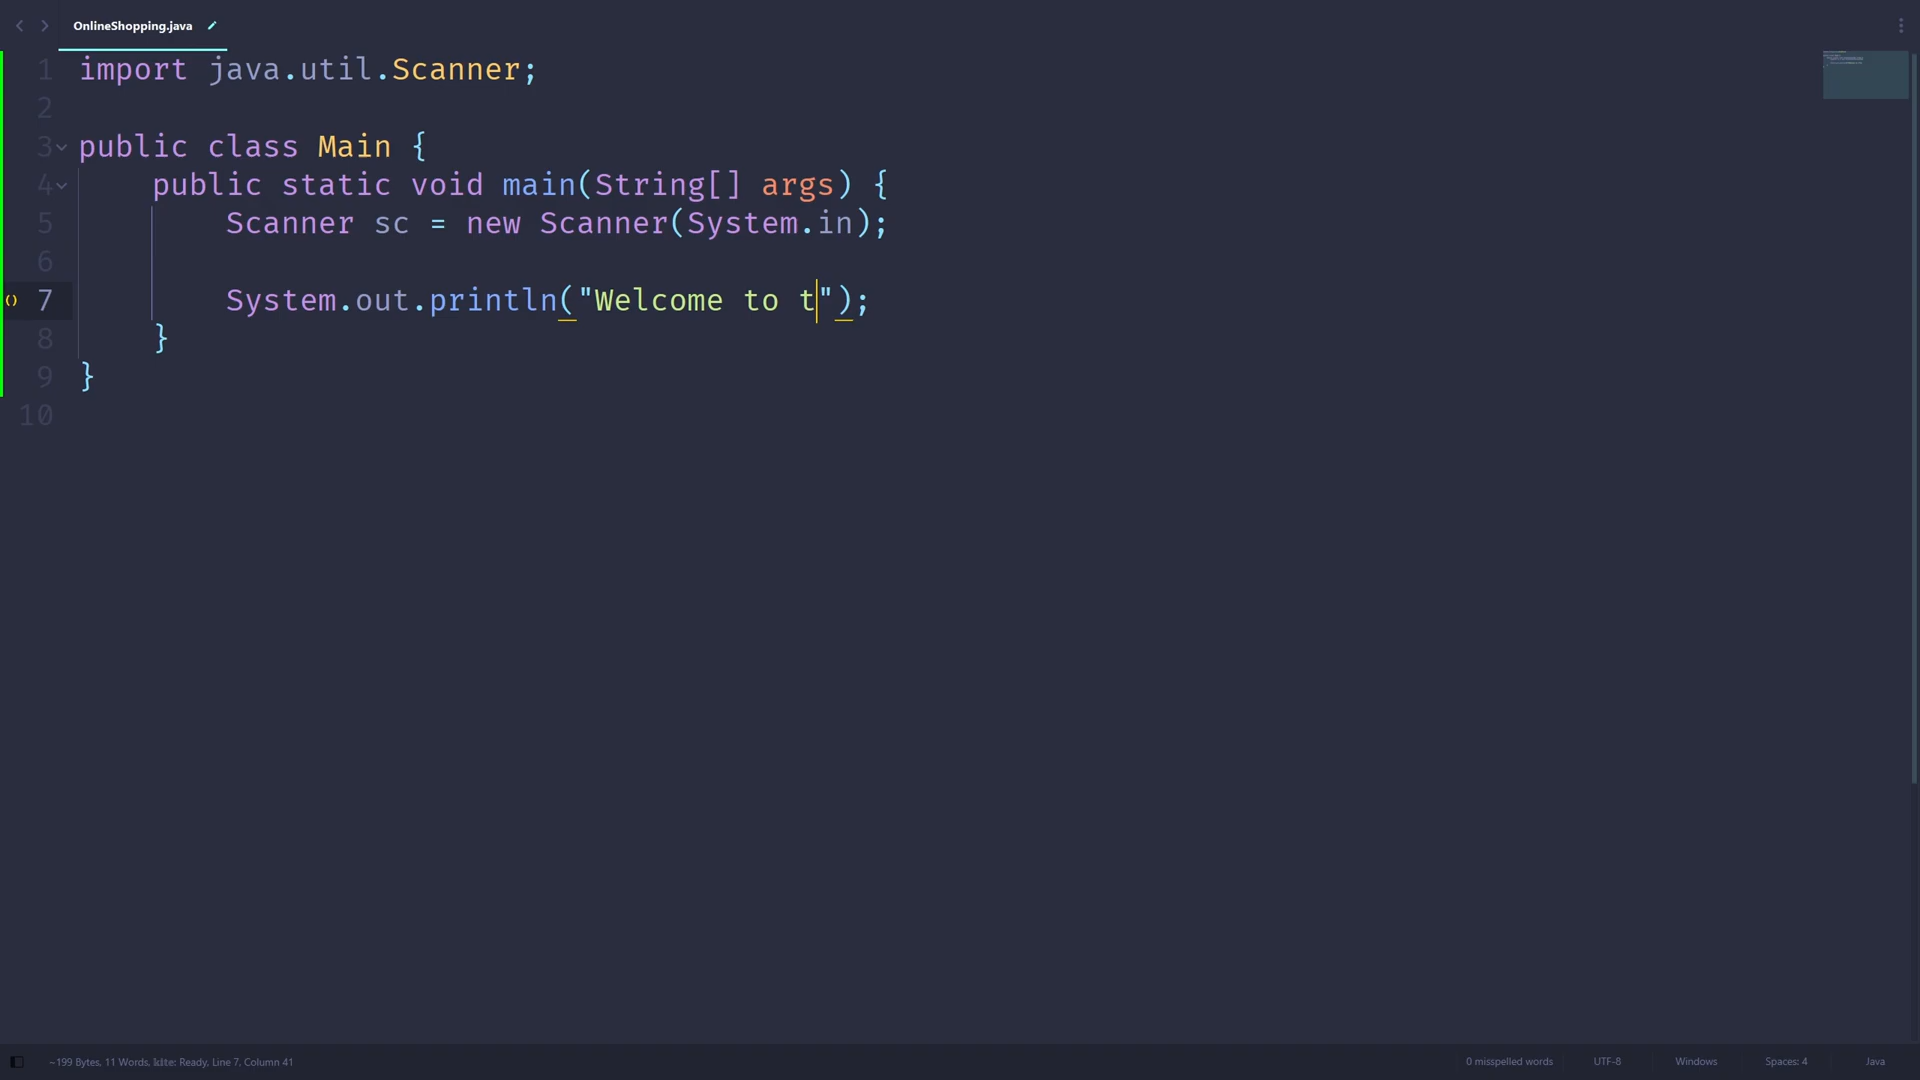 OnlineShopping.java
1 import java.util.Scanner;
2
3 public class Main {
4 public static void main(String[] args) {
5 Scanner sc = new Scanner(System.in);
6
7 System.out.println("Welcome to t");
8 }
9 }
10
~199 Bytes, 11 Words, kite: Ready, Line 7, Column 41 0 misspelled words UTF-8 Windows Spaces: 4 Java